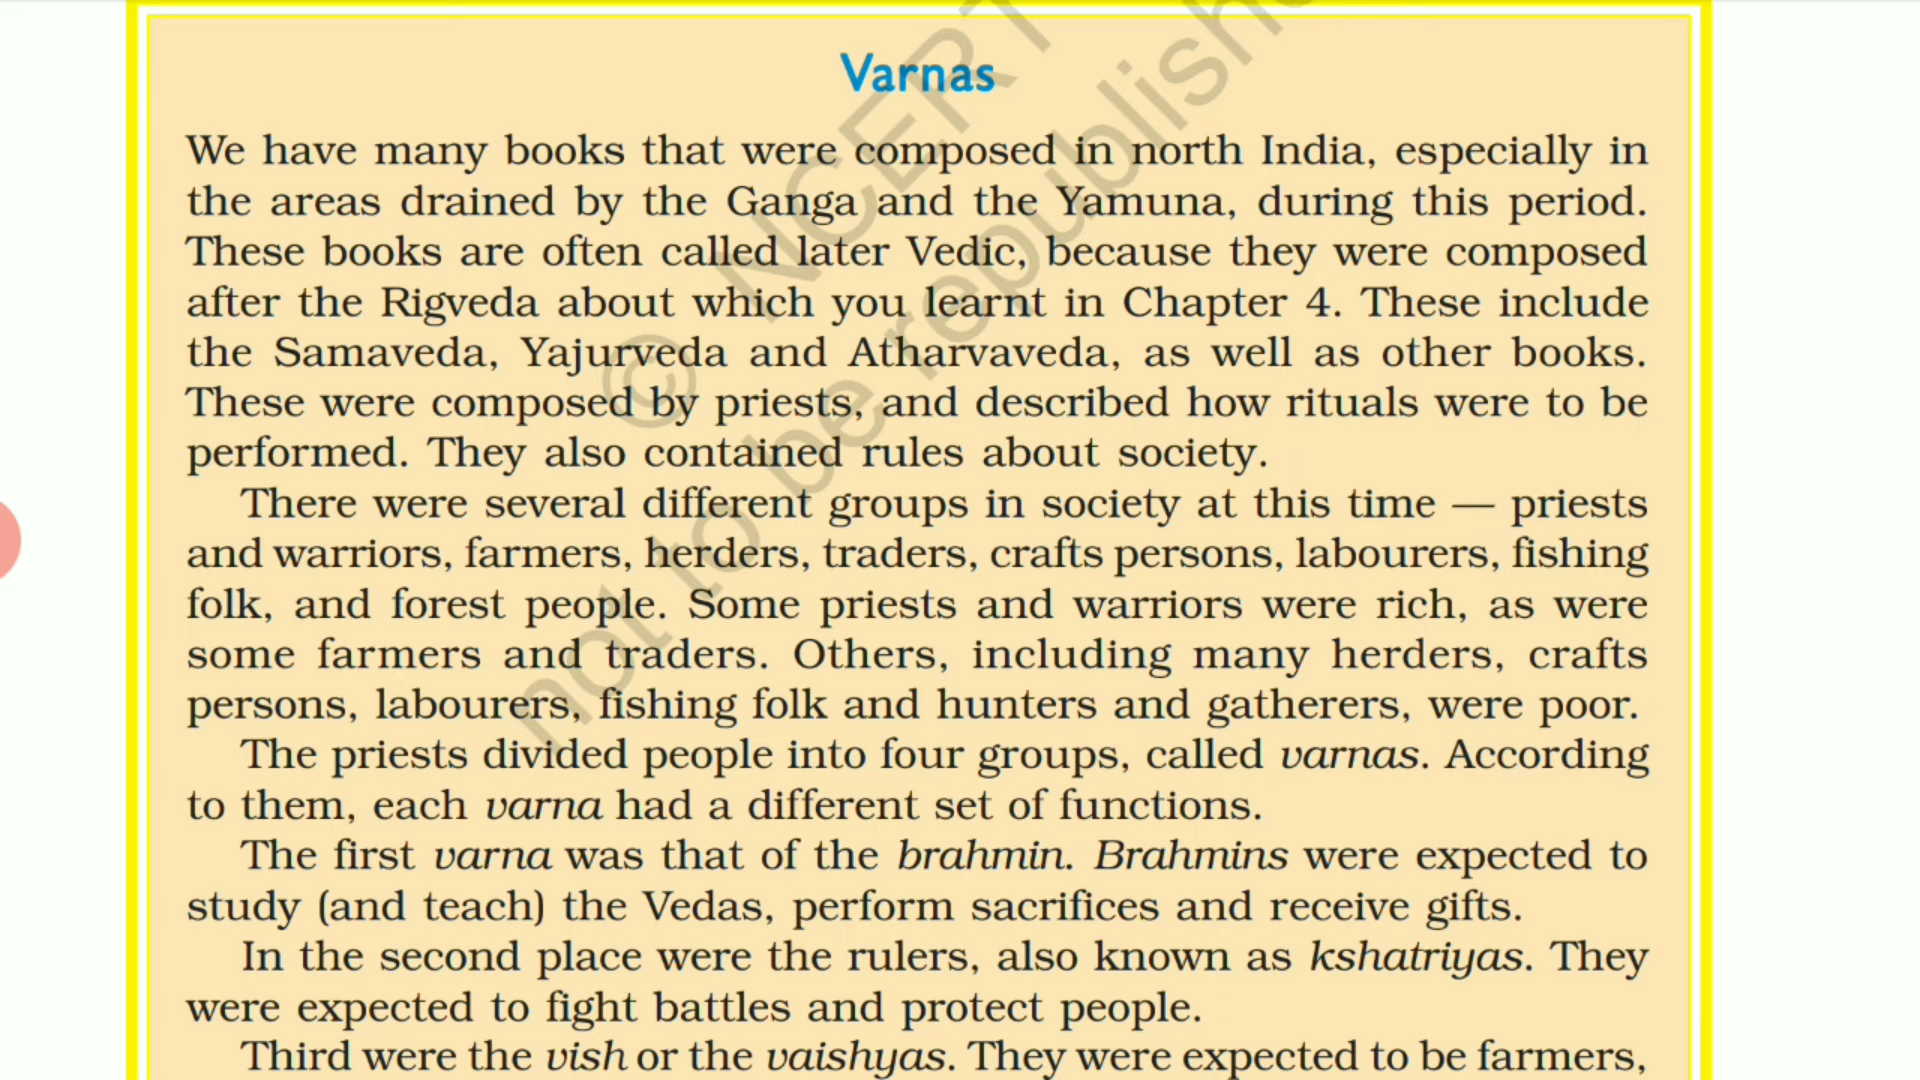 Varnas
We have many books that were composed in north India, especially in
the areas drained by the Ganga and the Yamuna, during this period.
These books are often called later Vedic, because they were composed
after the Rigveda about which you learnt in Chapter 4. These include
the Samaveda, Yajurveda and Atharvaveda, as well as other books.
These were composed by priests, and described how rituals were to be
performed. They also contained rules about society.
There were several different groups in society at this time — priests
and warriors, farmers, herders, traders, crafts persons, labourers, fishing
folk, and forest people. Some priests and warriors were rich, as were
some farmers and traders. Others, including many herders, crafts
persons, labourers, fishing folk and hunters and gatherers, were poor.
The priests divided people into four groups, called varnas. According
to them, each varna had a different set of functions.
The first varna was that of the brahmin. Brahmins were expected to
study (and teach) the Vedas, perform sacrifices and receive gifts.
In the second place were the rulers, also known as kshatriyas. They
were expected to fight battles and protect people.
Third were the vish or the vaishyas. They were expected to be farmers,
© NCERT
not to be republish